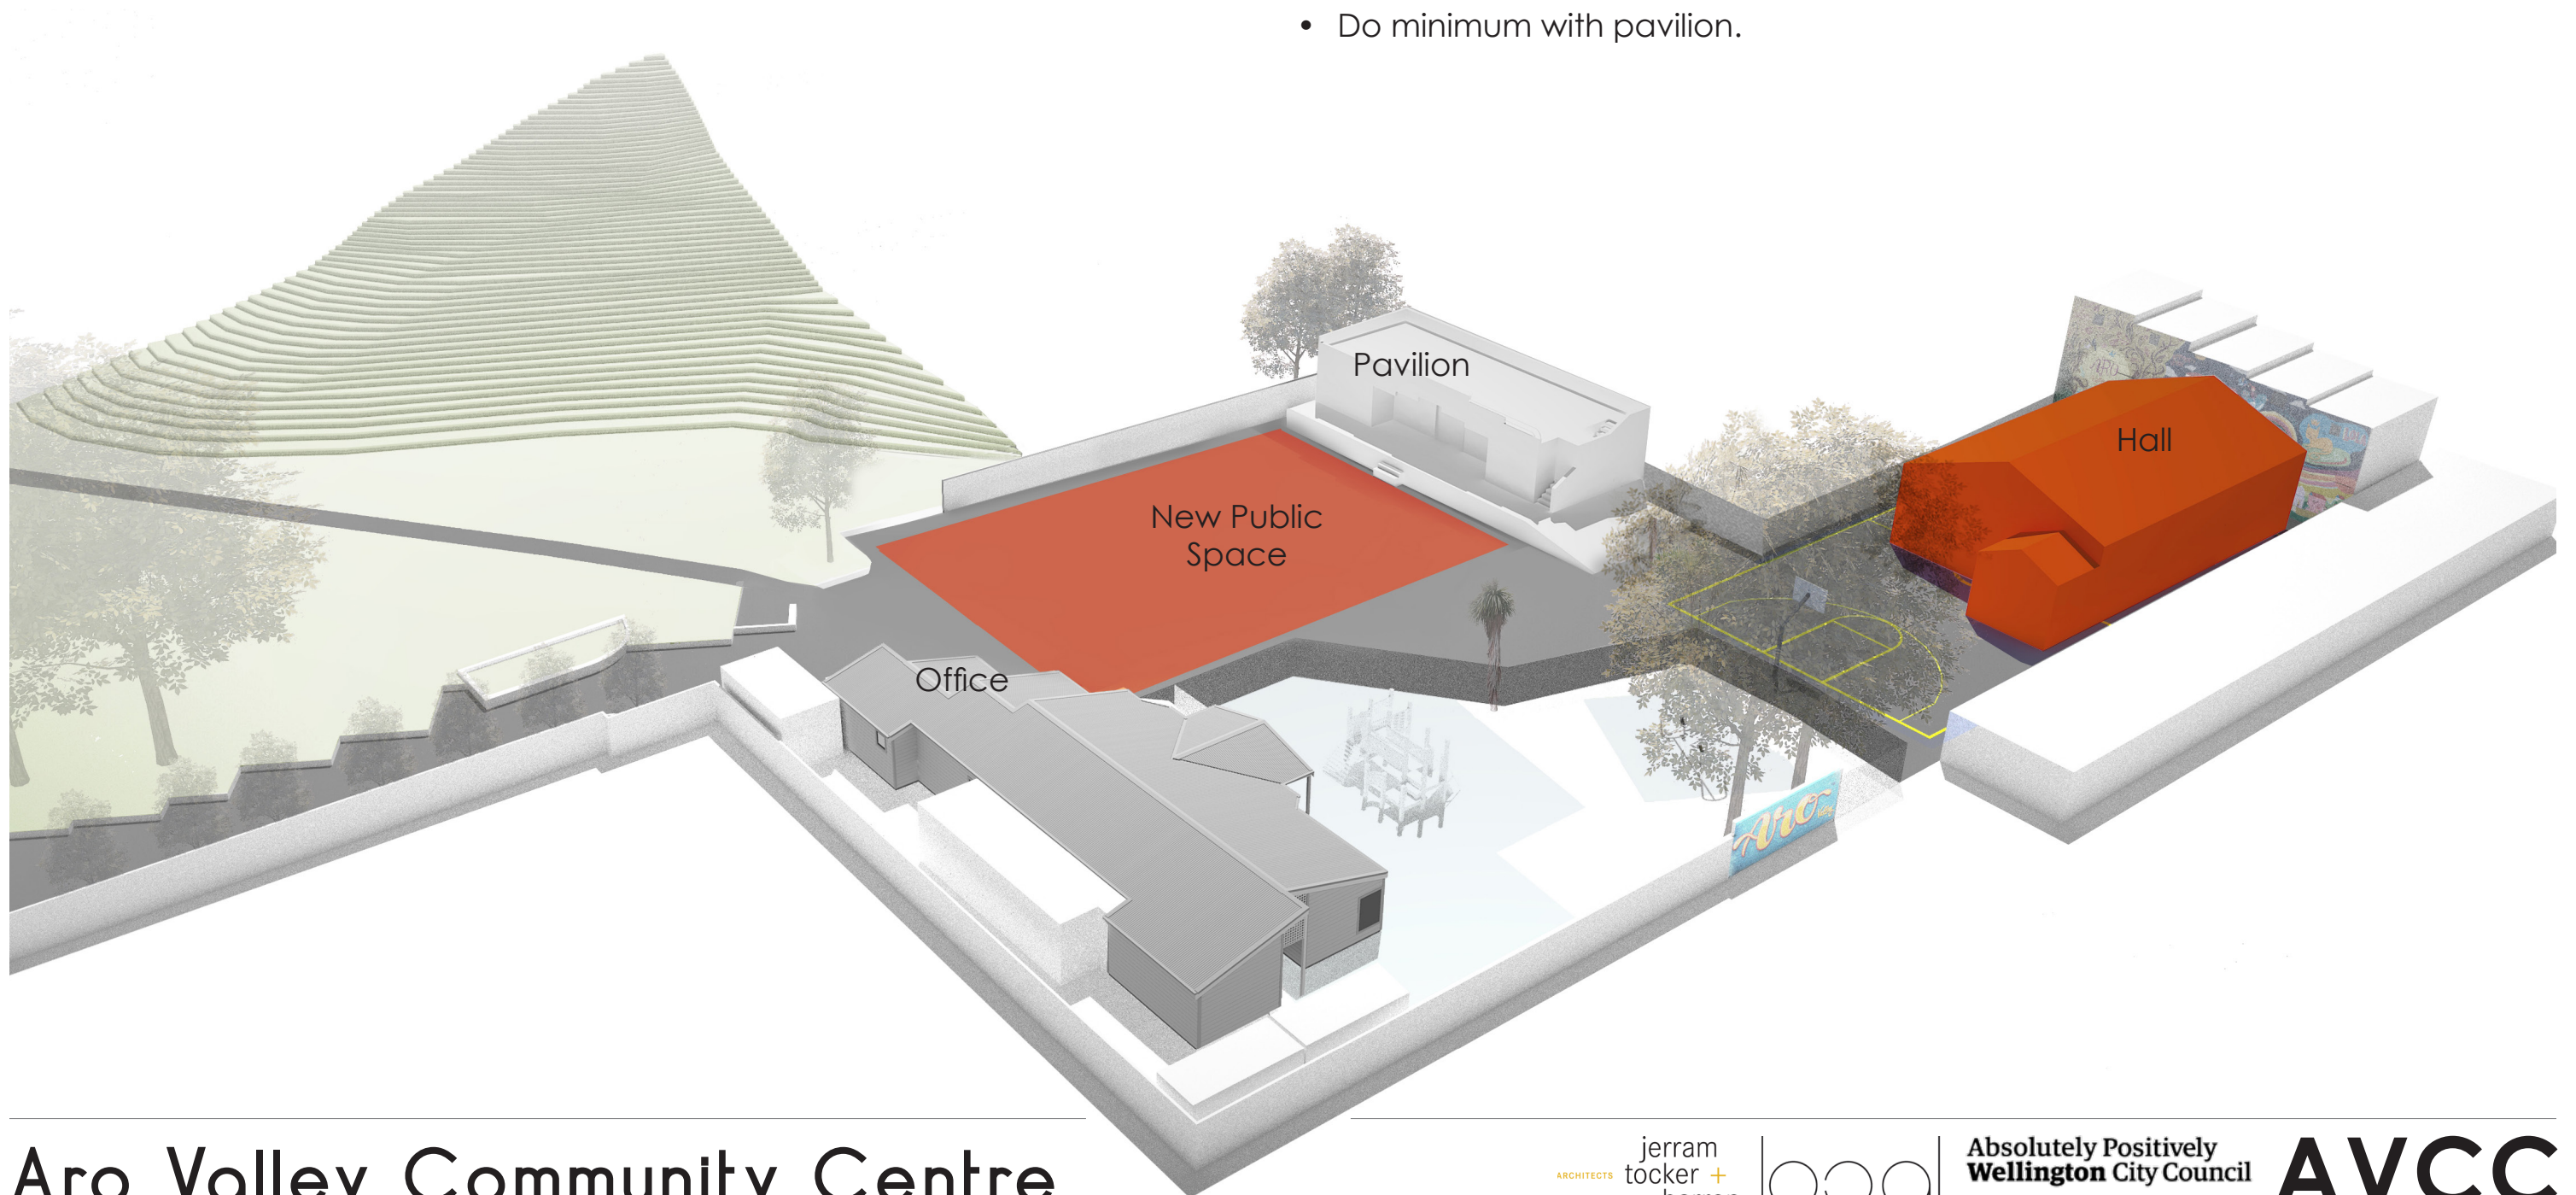 • Do minimum with pavilion.
Pavilion
Hall
New Public
Space
Office
Aro
Aro Valley Community Centre
ARCHITECTS
jerram
tocker +
barron
Absolutely Positively
Wellington City Council
AVCC